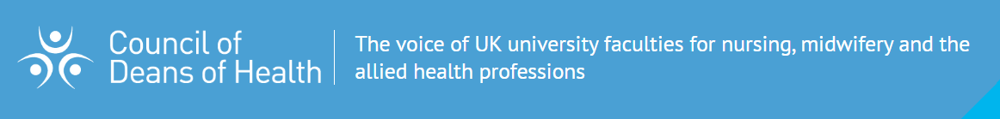 Council of
Deans of Health
The voice of UK university faculties for nursing, midwifery and the
allied health professions